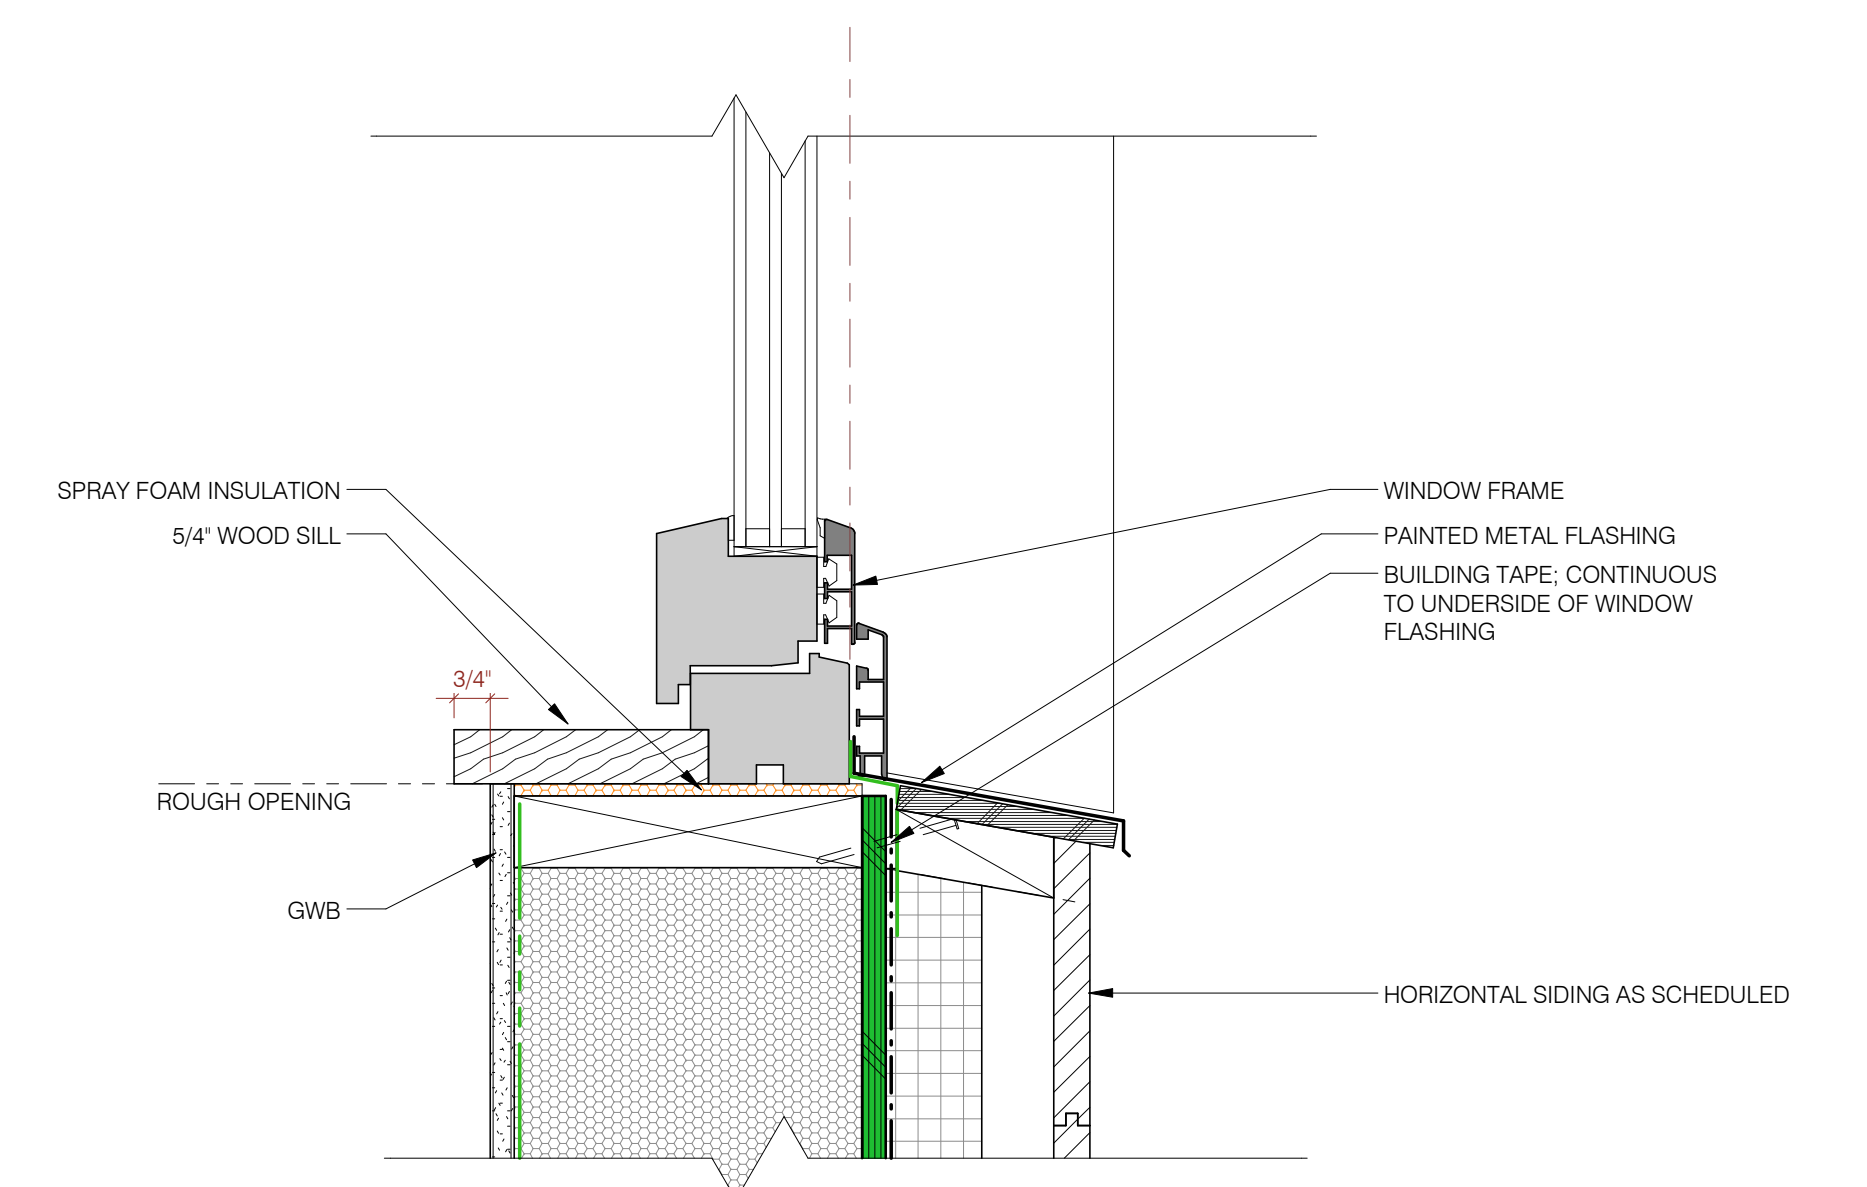 SPRAY FOAM INSULATION
5/4" WOOD SILL
3/4"
ROUGH OPENING
GWB
WINDOW FRAME
PAINTED METAL FLASHING
BUILDING TAPE; CONTINUOUS
TO UNDERSIDE OF WINDOW
FLASHING
HORIZONTAL SIDING AS SCHEDULED